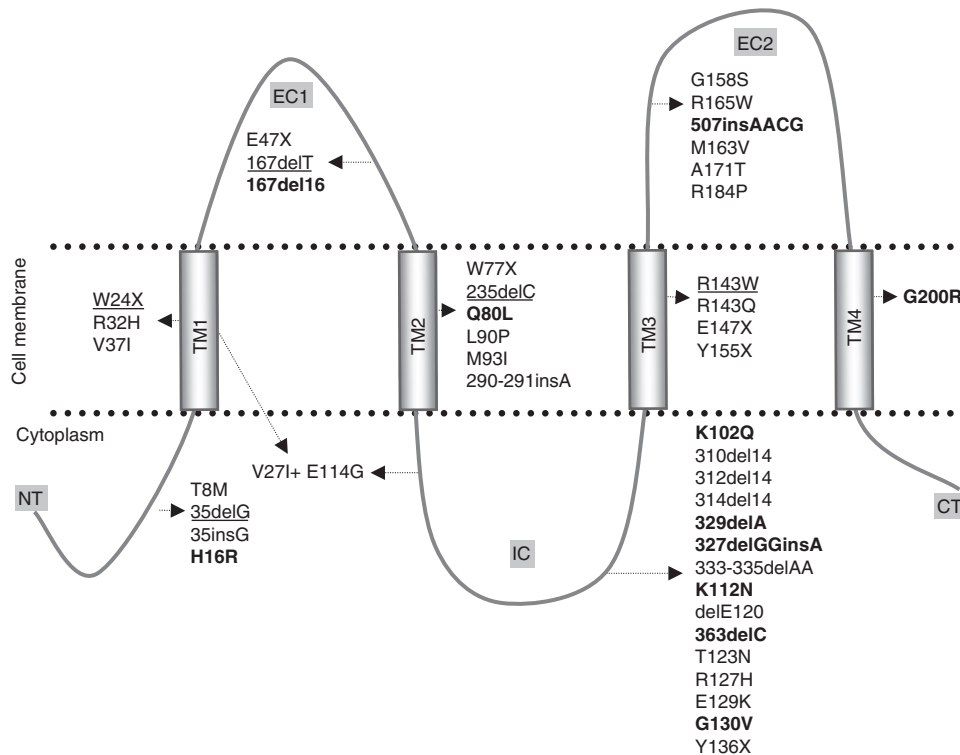 EC2
G158S
R165W
507insAACG
M163V
A171T
R184P
EC1
E47X
167delT
167del16
Cell membrane
W24X
R32H
V37I
TM1
TM2
W77X
235delC
Q80L
L90P
M93I
290-291insA
TM3
R143W
R143Q
E147X
Y155X
TM4
G200R
Cytoplasm
V27I+ E114G
NT
T8M
35delG
35insG
H16R
IC
K102Q
310del14
312del14
314del14
329delA
327delGGinsA
333-335delAA
K112N
delE120
363delC
T123N
R127H
E129K
G130V
Y136X
CT